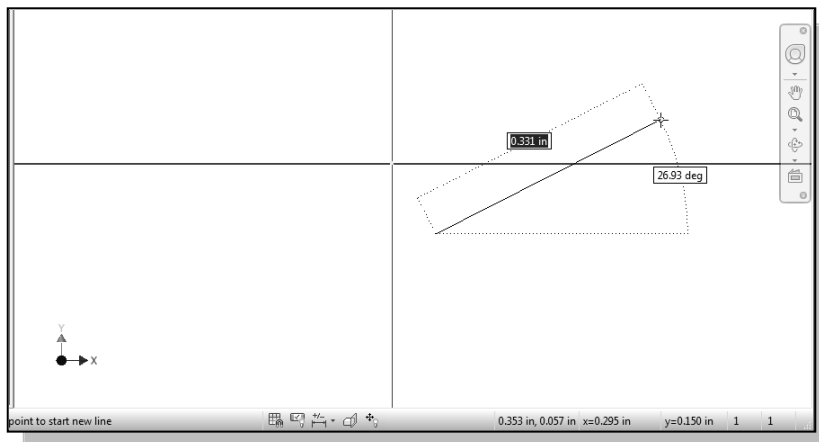 0.331 in
26.93 deg
Y
X
point to start new line
0.353 in, 0.057 in x=0.295 in y=0.150 in 1 1